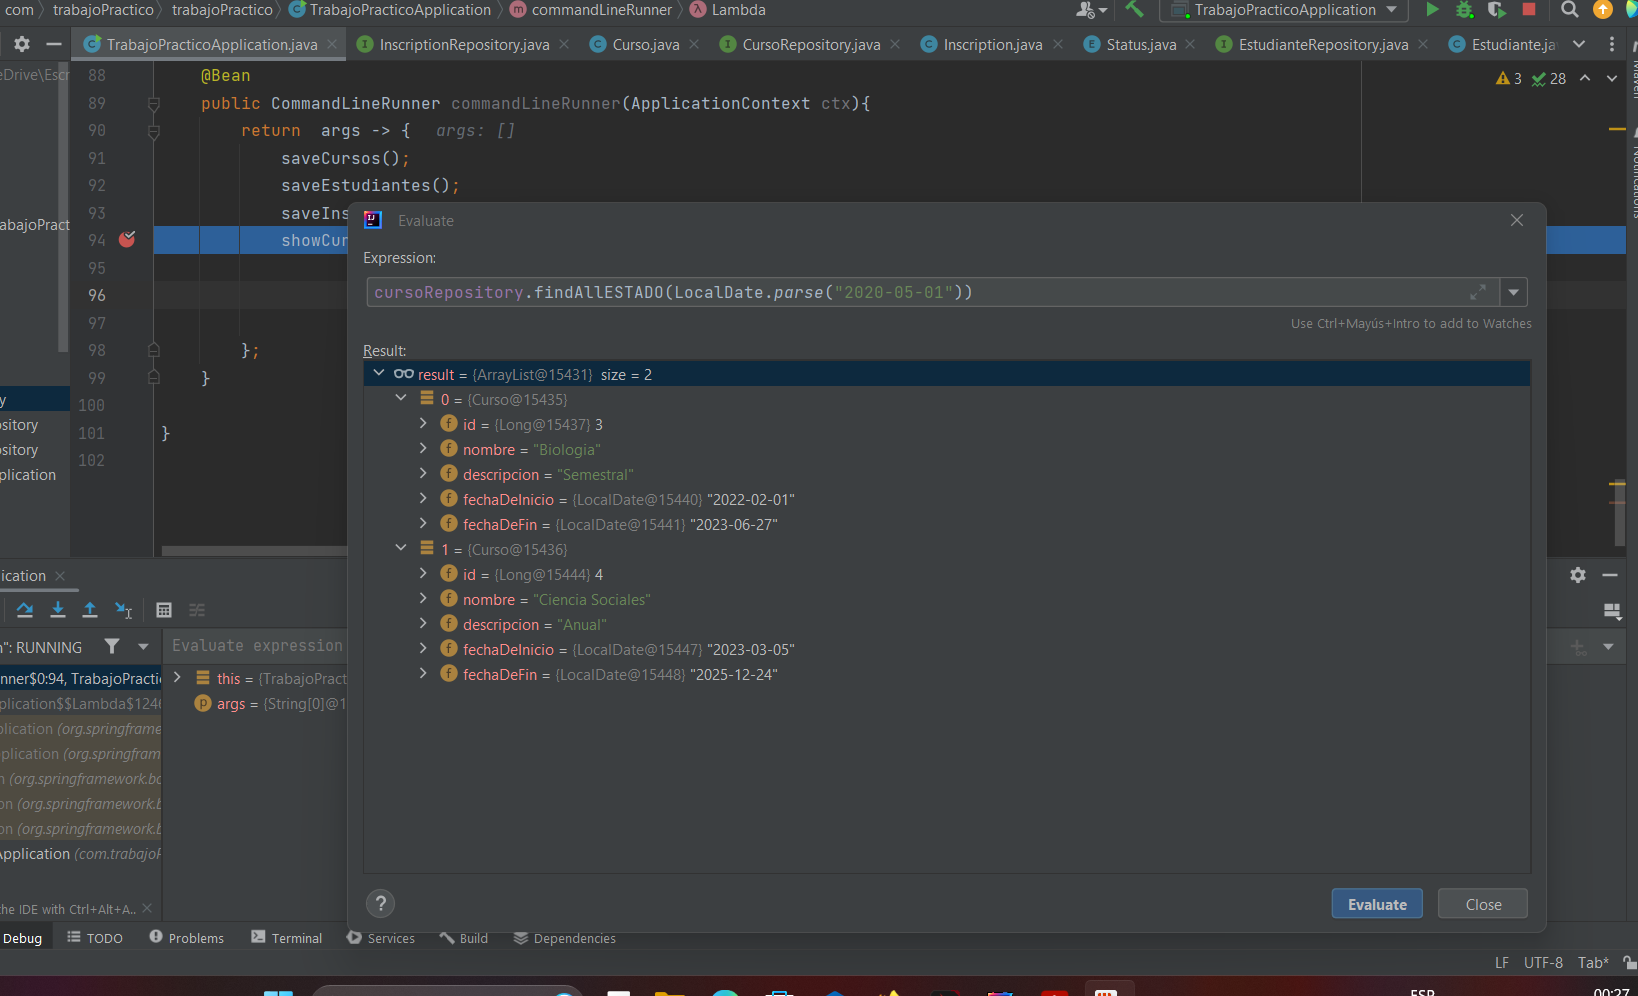 com trabajoPractico trabajoPractico TrabajoPracticoApplication commandLineRunner Lambda TrabajoPracticoApplication
TrabajoPracticoApplication.java InscriptionRepository.java Curso.java CursoRepository.java Inscription.java Status.java EstudianteRepository.java Estudiante.ja
eDrive\Escr
88 @Bean
3 28
89 public CommandLineRunner commandLineRunner(ApplicationContext ctx){
90 return args -> { args: []
91 saveCursos();
92 saveEstudiantes();
93 saveIns
94 showCur
95
96
97
98 };
99 }
100
101 }
102
abajoPract
y
ository
ository
plication
Maven
Notifications
Evaluate
Expression:
cursoRepository.findAllESTADO(LocalDate.parse("2020-05-01"))
Use Ctrl+Mayús+Intro to add to Watches
Result:
result = {ArrayList@15431} size = 2
0 = {Curso@15435}
id = {Long@15437} 3
nombre = "Biologia"
descripcion = "Semestral"
fechaDeInicio = {LocalDate@15440} "2022-02-01"
fechaDeFin = {LocalDate@15441} "2023-06-27"
1 = {Curso@15436}
id = {Long@15444} 4
nombre = "Ciencia Sociales"
descripcion = "Anual"
fechaDeInicio = {LocalDate@15447} "2023-03-05"
fechaDeFin = {LocalDate@15448} "2025-12-24"
? Evaluate Close
ication
n": RUNNING
Evaluate expression
nner$0:94, TrabajoPractic
this = {TrabajoPract
plication$$Lambda$1246
args = {String[0]@1
plication (org.springframe
plication (org.springfram
n (org.springframework.bo
on (org.springframework.b
on (org.springframework.b
Application (com.trabajoP
the IDE with Ctrl+Alt+A..
Debug TODO Problems Terminal Services Build Dependencies
LF UTF-8 Tab*
ESP 00:27